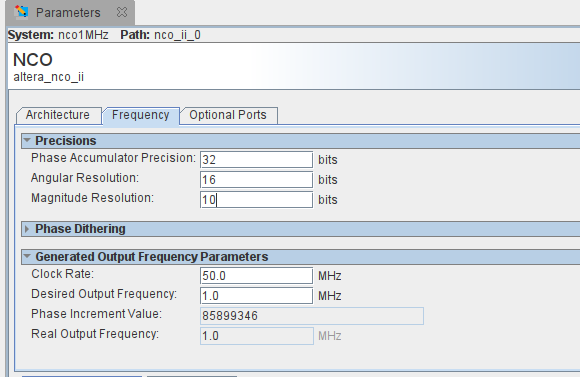 Parameters
System: nco1MHz Path: nco_ii_0
NCO
altera_nco_ii
Architecture Frequency Optional Ports
Precisions
Phase Accumulator Precision: 32 bits
Angular Resolution: 16 bits
Magnitude Resolution: 10 bits
Phase Dithering
Generated Output Frequency Parameters
Clock Rate: 50.0 MHz
Desired Output Frequency: 1.0 MHz
Phase Increment Value: 85899346
Real Output Frequency: 1.0 MHz